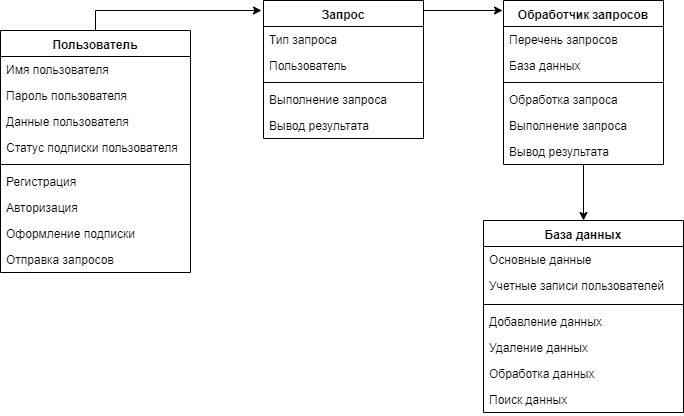 Пользователь
Имя пользователя
Пароль пользователя
Данные пользователя
Статус подписки пользователя
Регистрация
Авторизация
Оформление подписки
Отправка запросов
Запрос
Тип запроса
Пользователь
Выполнение запроса
Вывод результата
Обработчик запросов
Перечень запросов
База данных
Обработка запроса
Выполнение запроса
Вывод результата
База данных
Основные данные
Учетные записи пользователей
Добавление данных
Удаление данных
Обработка данных
Поиск данных